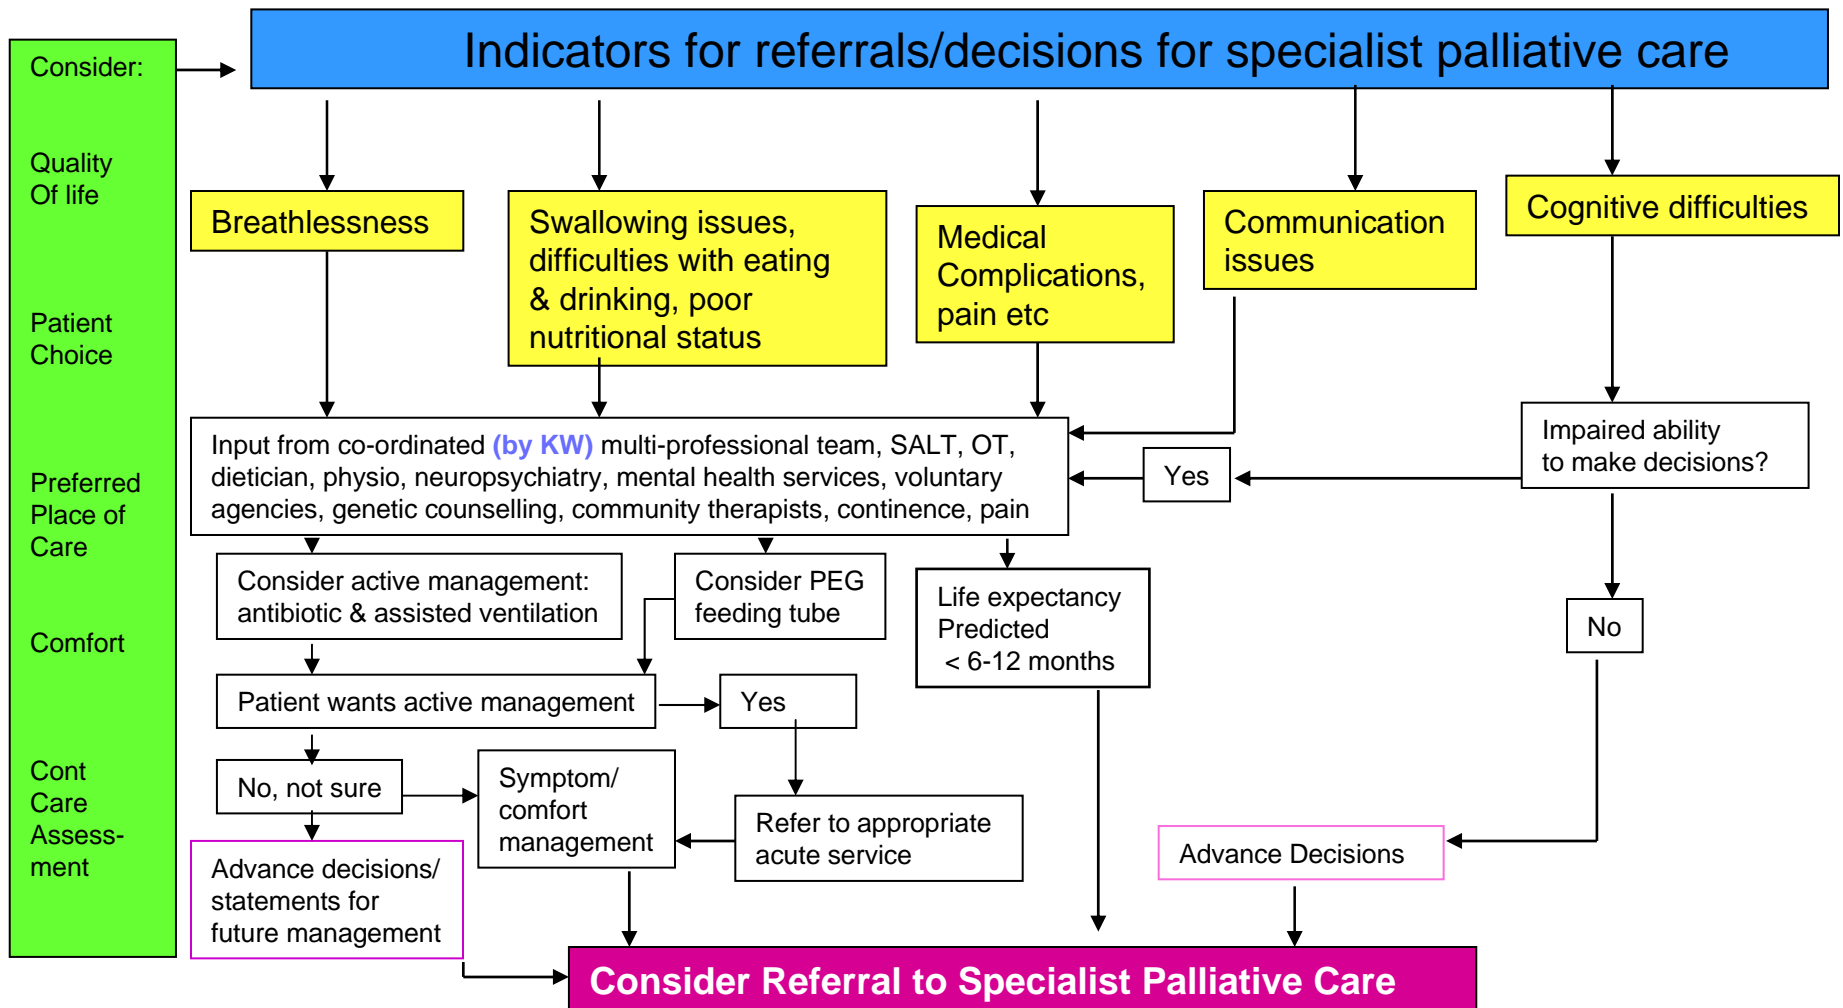 Indicators for referrals/decisions for specialist palliative care
Consider:
Quality
Of life
Patient
Choice
Preferred
Place of
Care
Comfort
Cont
Care
Assess-
ment
Breathlessness
Swallowing issues,
difficulties with eating
& drinking, poor
nutritional status
Medical
Complications,
pain etc
Communication
issues
Cognitive difficulties
Input from co-ordinated (by KW) multi-professional team, SALT, OT,
dietician, physio, neuropsychiatry, mental health services, voluntary
agencies, genetic counselling, community therapists, continence, pain
Yes
Impaired ability
to make decisions?
Consider active management:
antibiotic & assisted ventilation
Consider PEG
feeding tube
Life expectancy
Predicted
< 6-12 months
No
Patient wants active management
Yes
No, not sure
Symptom/
comfort
management
Refer to appropriate
acute service
Advance Decisions
Advance decisions/
statements for
future management
Consider Referral to Specialist Palliative Care